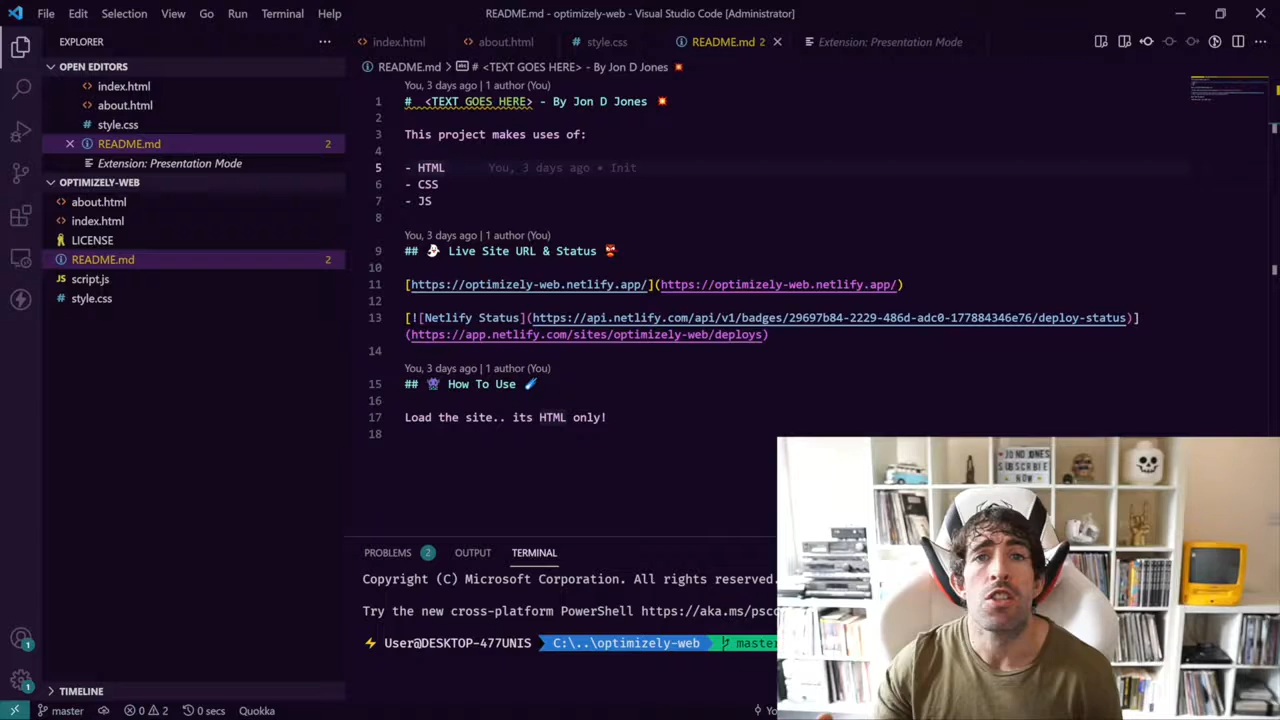 File Edit Selection View Go Run Terminal Help
README.md - optimizely-web - Visual Studio Code [Administrator]
EXPLORER
index.html
about.html
style.css
README.md 2
Extension: Presentation Mode
OPEN EDITORS
index.html
about.html
style.css
README.md 2
Extension: Presentation Mode
OPTIMIZELY-WEB
about.html
index.html
LICENSE
README.md 2
script.js
style.css
TIMELINE
README.md > # <TEXT GOES HERE> - By Jon D Jones 💥
You, 3 days ago | 1 author (You)
1 # <TEXT GOES HERE> - By Jon D Jones 💥
2
3 This project makes uses of:
4
5 - HTML You, 3 days ago • Init
6 - CSS
7 - JS
8
You, 3 days ago | 1 author (You)
9 ## 👻 Live Site URL & Status 👹
10
11 [https://optimizely-web.netlify.app/](https://optimizely-web.netlify.app/)
12
13 [![Netlify Status](https://api.netlify.com/api/v1/badges/29697b84-2229-486d-adc0-177884346e76/deploy-status)]
(https://app.netlify.com/sites/optimizely-web/deploys)
14
You, 3 days ago | 1 author (You)
15 ## 👾 How To Use ☄️
16
17 Load the site.. its HTML only!
18
PROBLEMS 2 OUTPUT TERMINAL
Copyright (C) Microsoft Corporation. All rights reserved.
Try the new cross-platform PowerShell https://aka.ms/psc
⚡ User@DESKTOP-477UNIS C:\..\optimizely-web master
JON D JONES
SUBSCRIBE
NOW
master 0 2 0 secs Quokka
1
1